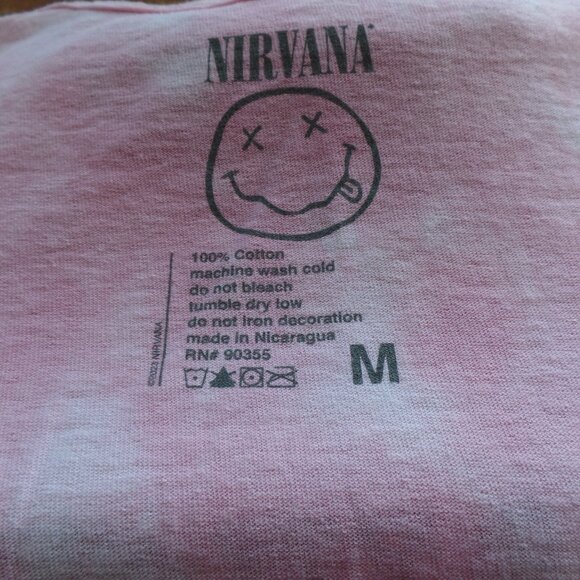 NIRVANA
100% Cotton
machine wash cold
do not bleach
tumble dry low
do not iron decoration
made in Nicaragua
RN# 90355
M
NIRVANA